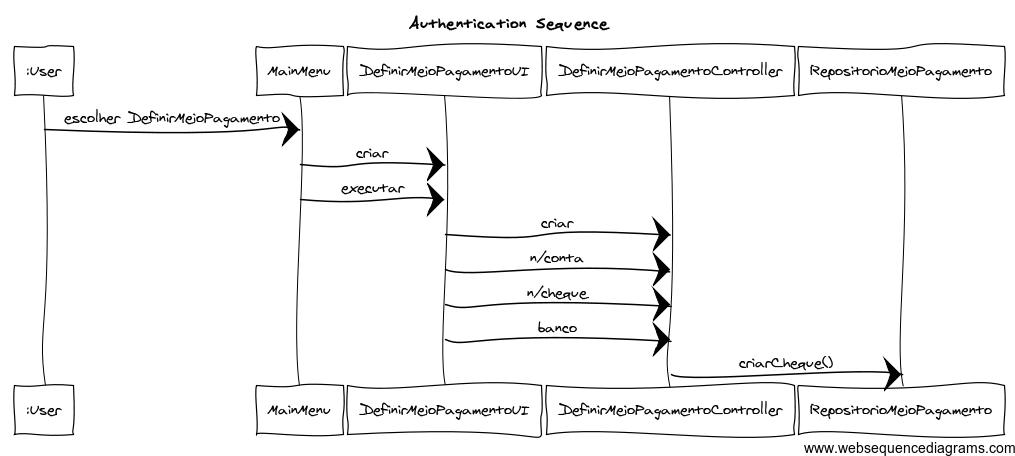 Authentication Sequence
:User
MainMenu
DefinirMeioPagamentoUI
DefinirMeioPagamentoController
RepositorioMeioPagamento
escolher DefinirMeioPagamento
criar
executar
criar
n/conta
n/cheque
banco
criarCheque()
:User
MainMenu
DefinirMeioPagamentoUI
DefinirMeioPagamentoController
RepositorioMeioPagamento
www.websequencediagrams.com